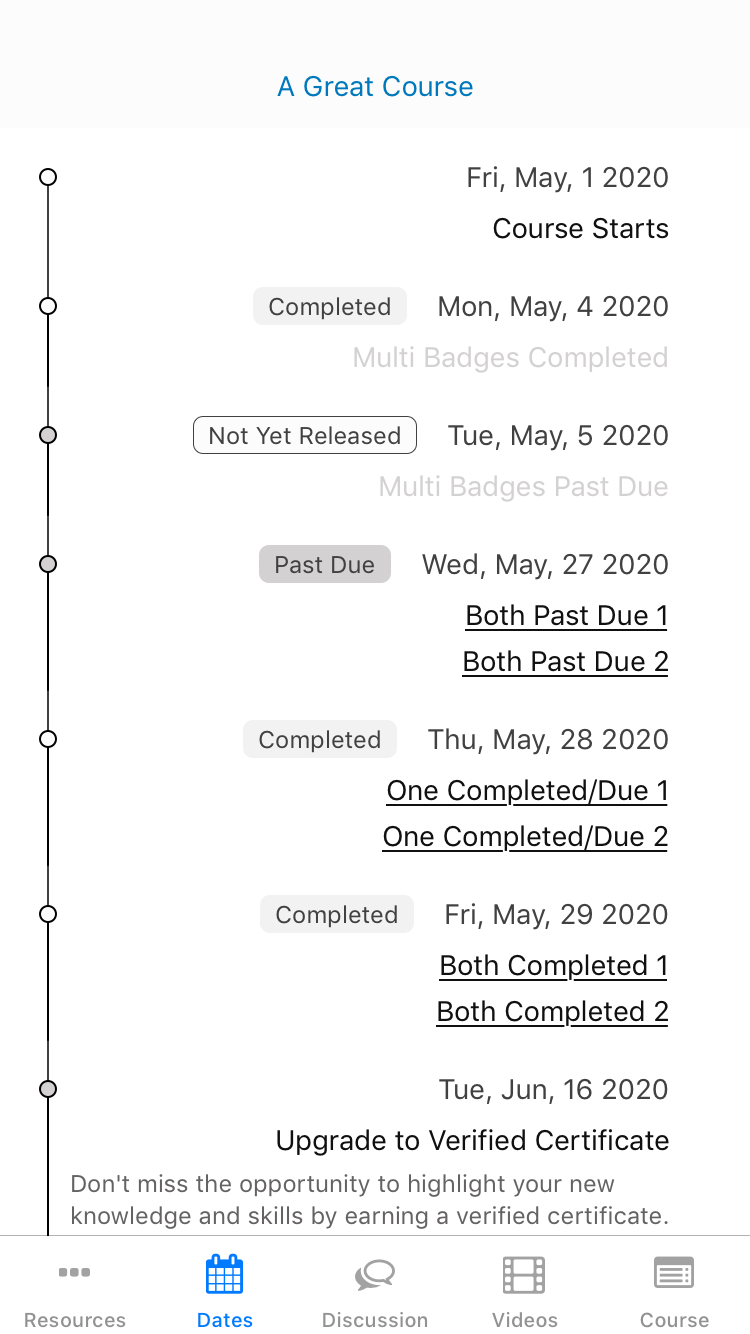 A Great Course
Fri, May, 1 2020
Course Starts
Completed Mon, May, 4 2020
Multi Badges Completed
Not Yet Released Tue, May, 5 2020
Multi Badges Past Due
Past Due Wed, May, 27 2020
Both Past Due 1
Both Past Due 2
Completed Thu, May, 28 2020
One Completed/Due 1
One Completed/Due 2
Completed Fri, May, 29 2020
Both Completed 1
Both Completed 2
Tue, Jun, 16 2020
Upgrade to Verified Certificate
Don't miss the opportunity to highlight your new
knowledge and skills by earning a verified certificate.
Resources Dates Discussion Videos Course